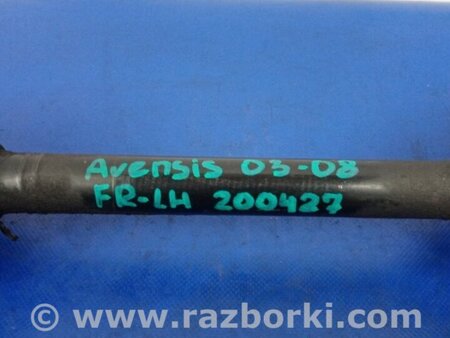 Avensis 03-08
FR-LH 200427
© www.razborki.com